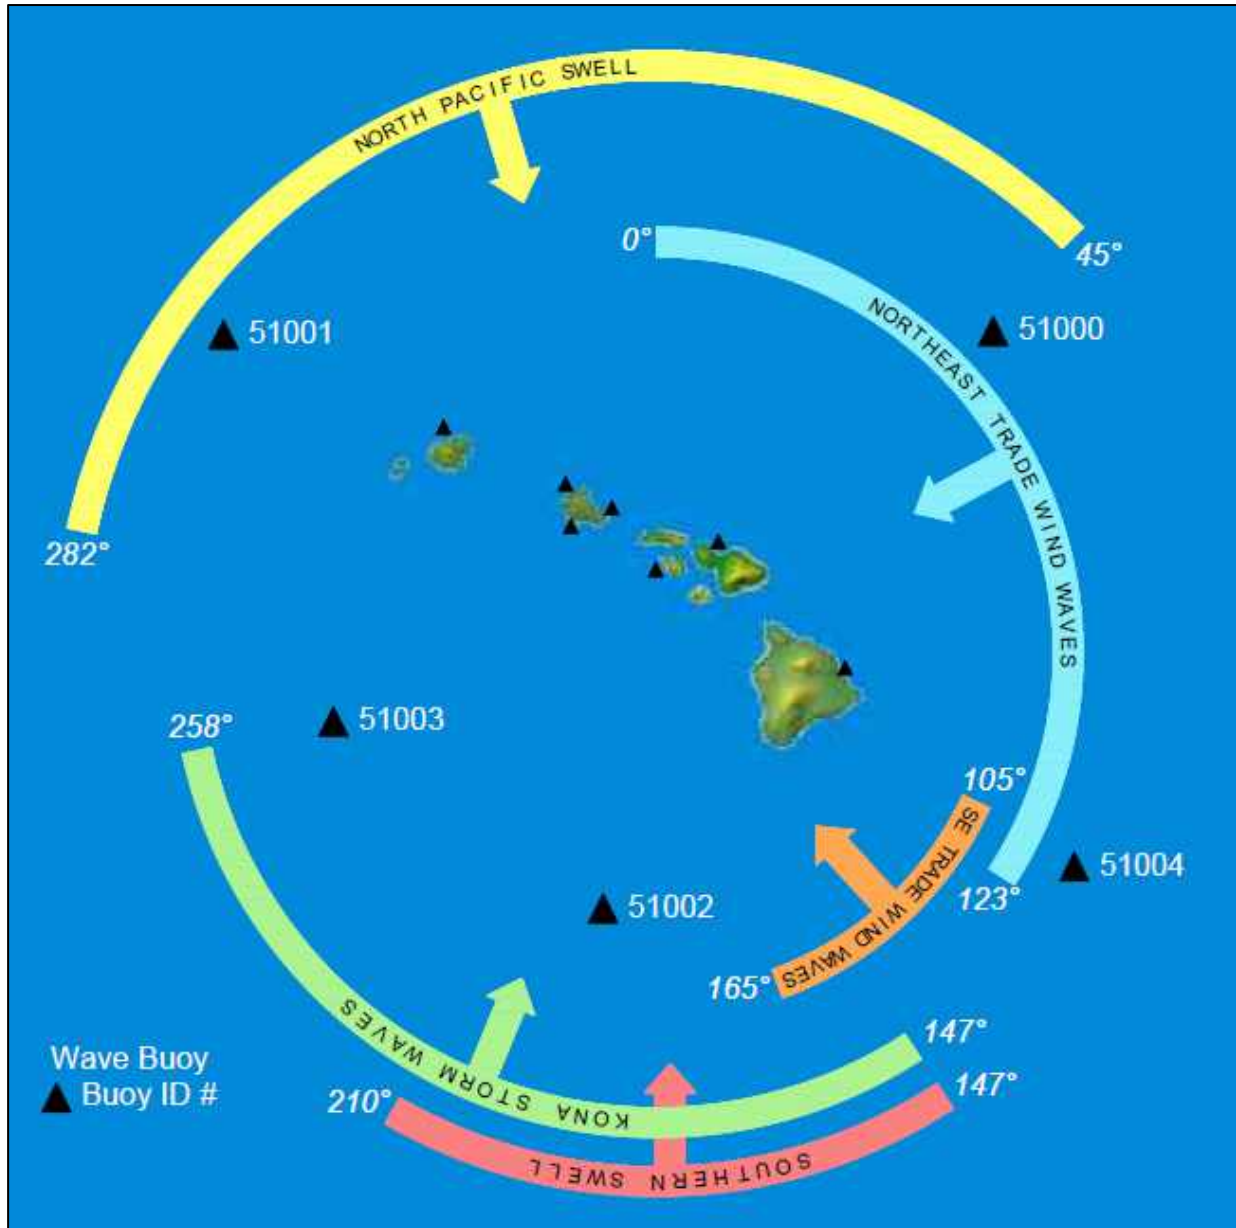 NORTH PACIFIC SWELL
0°
45°
NORTHEAST TRADE WIND WAVES
51001
51000
282°
258°
51003
105°
SE TRADE WIND WAVES
51004
123°
51002
165°
147°
KONA STORM WAVES
147°
210°
SOUTHERN SWELL
Wave Buoy
Buoy ID #